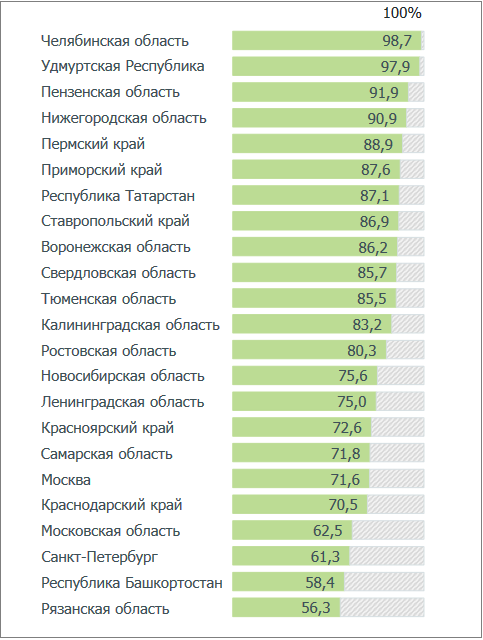 100%
Челябинская область 98,7
Удмуртская Республика 97,9
Пензенская область 91,9
Нижегородская область 90,9
Пермский край 88,9
Приморский край 87,6
Республика Татарстан 87,1
Ставропольский край 86,9
Воронежская область 86,2
Свердловская область 85,7
Тюменская область 85,5
Калининградская область 83,2
Ростовская область 80,3
Новосибирская область 75,6
Ленинградская область 75,0
Красноярский край 72,6
Самарская область 71,8
Москва 71,6
Краснодарский край 70,5
Московская область 62,5
Санкт-Петербург 61,3
Республика Башкортостан 58,4
Рязанская область 56,3